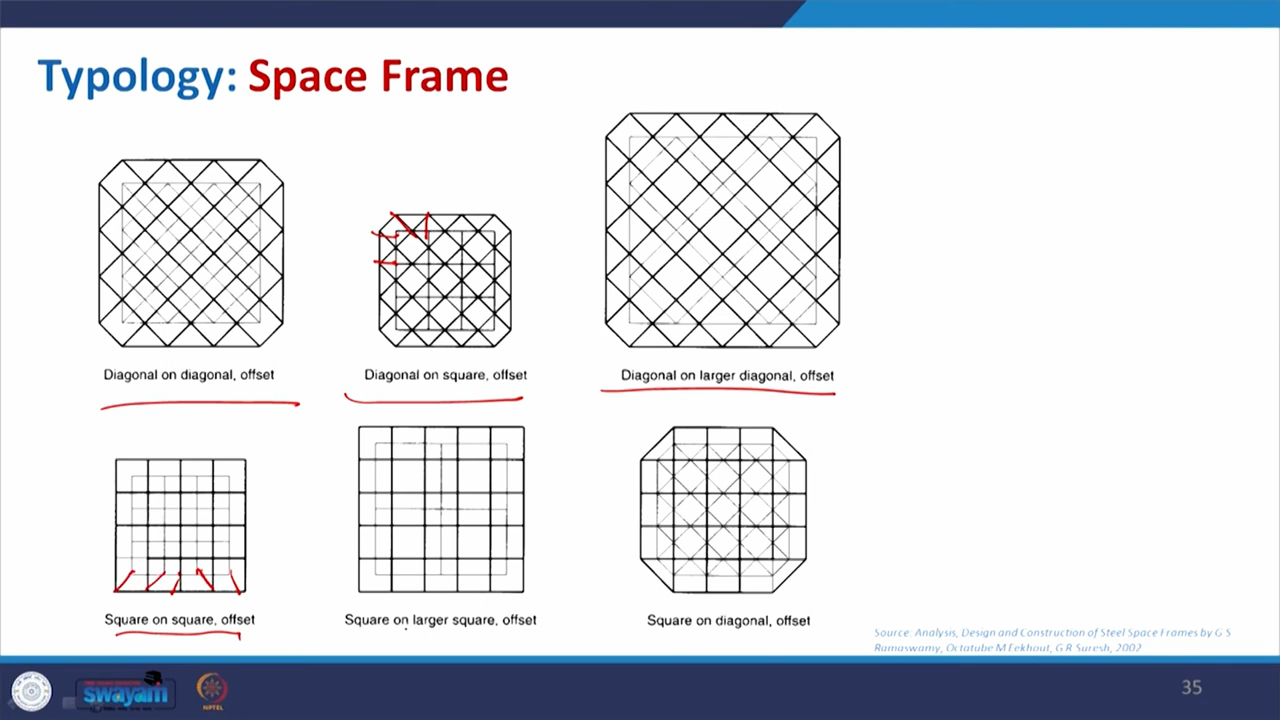 Typology: Space Frame
Diagonal on diagonal, offset
Diagonal on square, offset
Diagonal on larger diagonal, offset
Square on square, offset
Square on larger square, offset
Square on diagonal, offset
Source: Analysis, Design and Construction of Steel Space Frames by G S
Ramaswamy, Octatube M Eekhout, G R Suresh, 2002
swayam
NPTEL
35